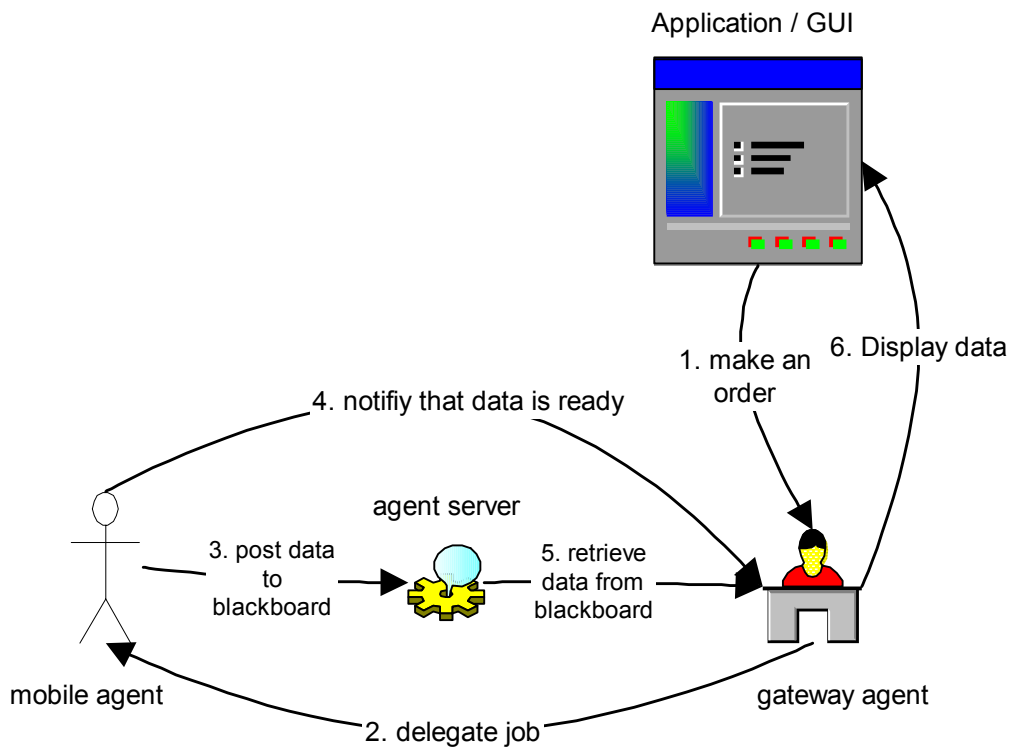 Application / GUI
1. make an
order
6. Display data
4. notifiy that data is ready
agent server
3. post data
to
blackboard
5. retrieve
data from
blackboard
mobile agent
gateway agent
2. delegate job